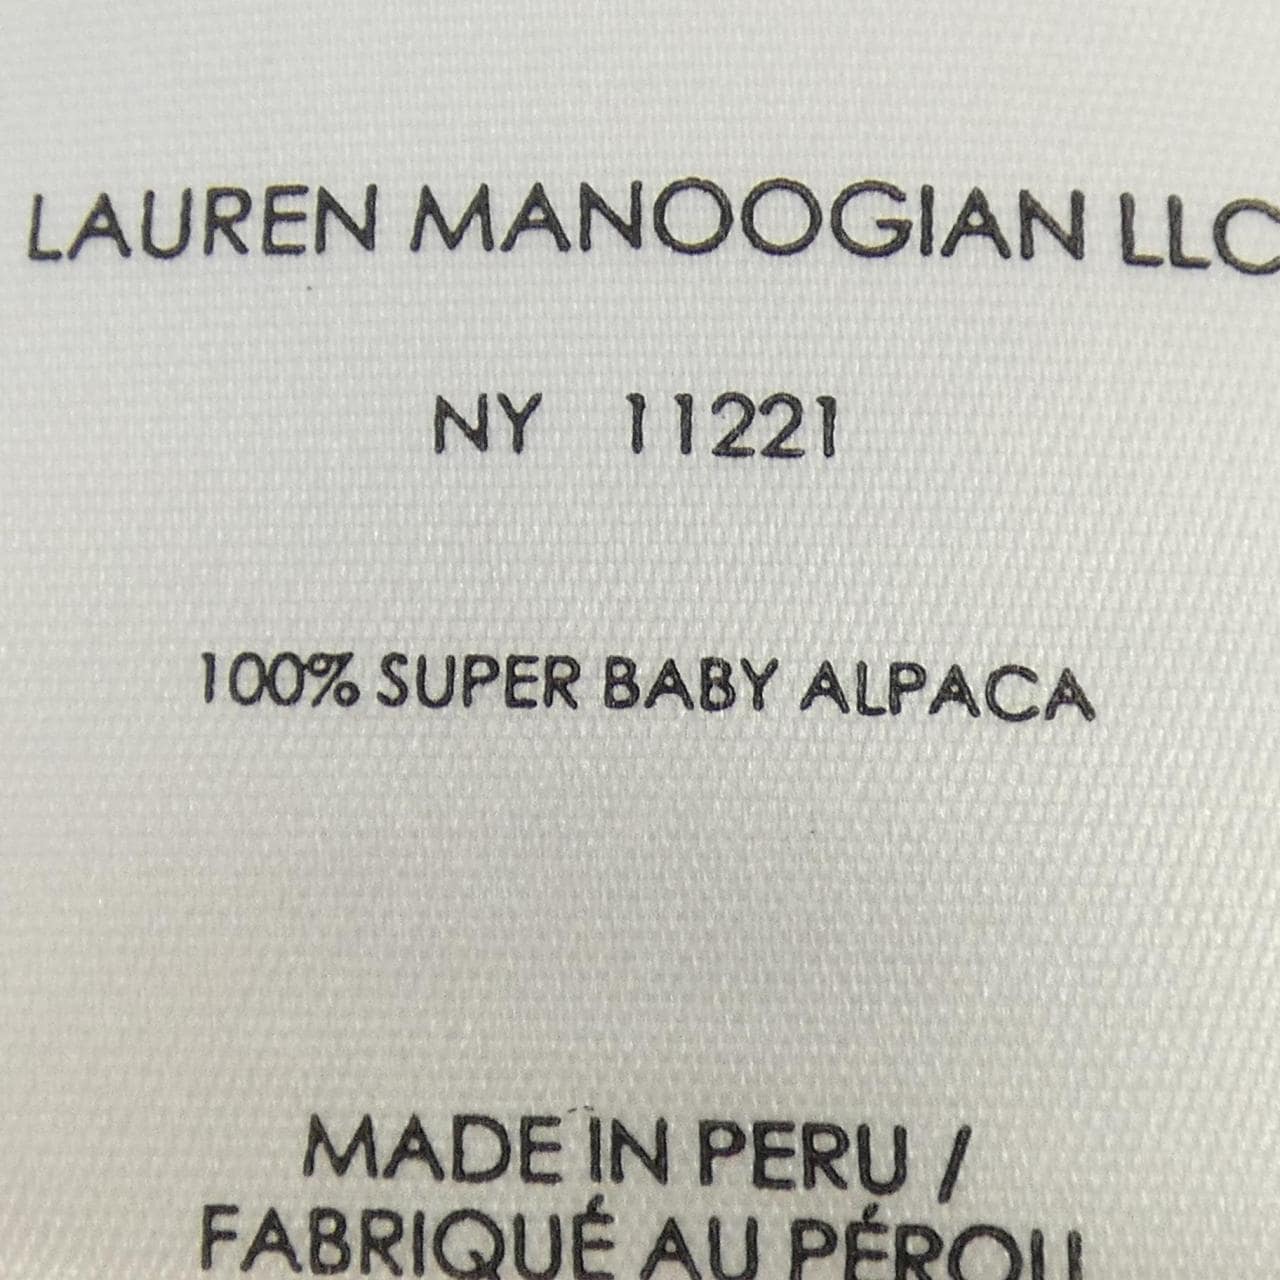 LAUREN MANOOGIAN LLC
NY 11221
100% SUPER BABY ALPACA
MADE IN PERU /
FABRIQUÉ AU PÉROU